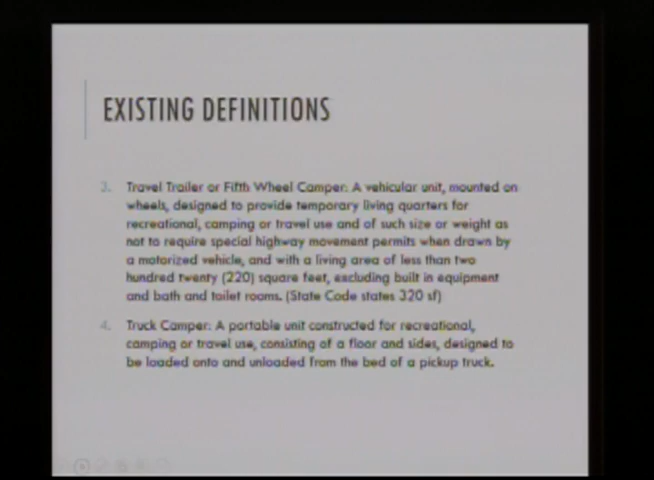 EXISTING DEFINITIONS
3. Travel Trailer or Fifth Wheel Camper: A vehicular unit, mounted on
wheels, designed to provide temporary living quarters for
recreational, camping or travel use and of such size or weight as
not to require special highway movement permits when drawn by
a motorized vehicle, and with a living area of less than two
hundred twenty (220) square feet, excluding built in equipment
and bath and toilet rooms. (State Code states 320 sf)
4. Truck Camper: A portable unit constructed for recreational,
camping or travel use, consisting of a floor and sides, designed to
be loaded onto and unloaded from the bed of a pickup truck.